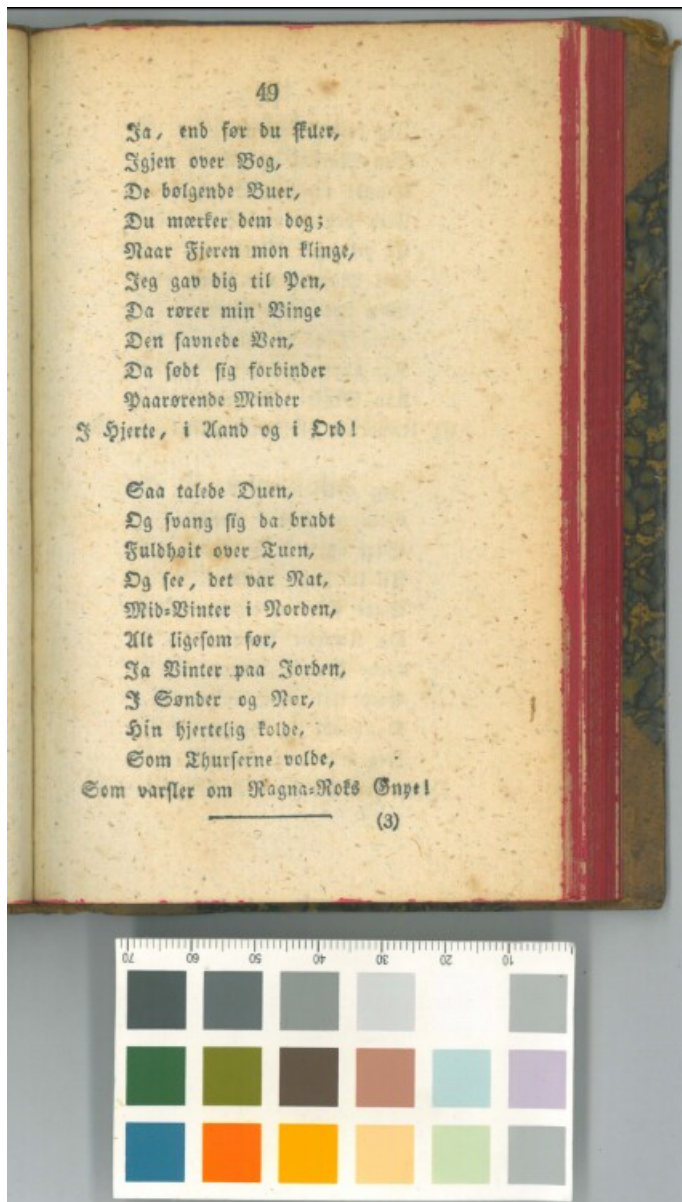 49
Ja, end før du skuer,
Igjen over Bog,
De bølgende Buer,
Du mærker dem dog;
Naar Fjeren mon klinge,
Jeg gav dig til Pen,
Da rører min Vinge
Den savnede Ven,
Da sødt sig forbinder
Paarørende Minder
I Hjerte, i Aand og i Ord!
Saa talede Duen,
Og svang sig da bradt
Fuldhøit over Tuen,
Og see, det var Nat,
Mid-Vinter i Norden,
Alt ligesom før,
Ja Vinter paa Jorden,
I Sønder og Nør,
Hin hjertelig kolde,
Som Thurserne volde,
Som varsler om Ragna-Roks Gnyt!
(3)
70 60 50 40 30 20 10